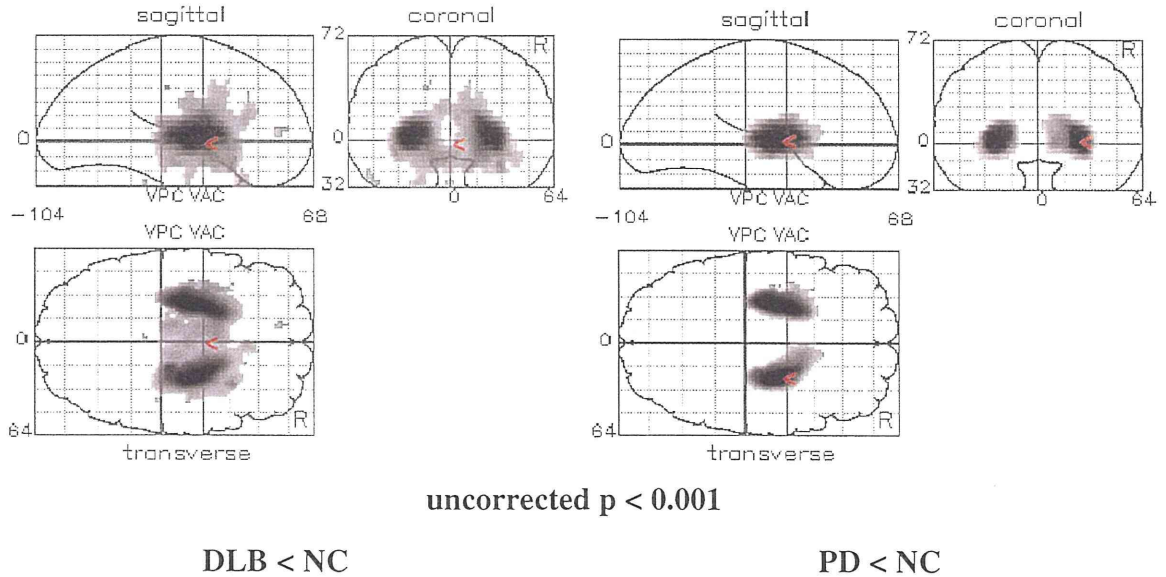 sagittal coronal
72
R
0
0
32
VPC VAC
0
64
-104
68
VPC VAC
0
R
64
transverse
sagittal coronal
72
R
0
0
32
VPC VAC
0
64
-104
68
VPC VAC
0
R
64
transverse
uncorrected p < 0.001
DLB < NC
PD < NC